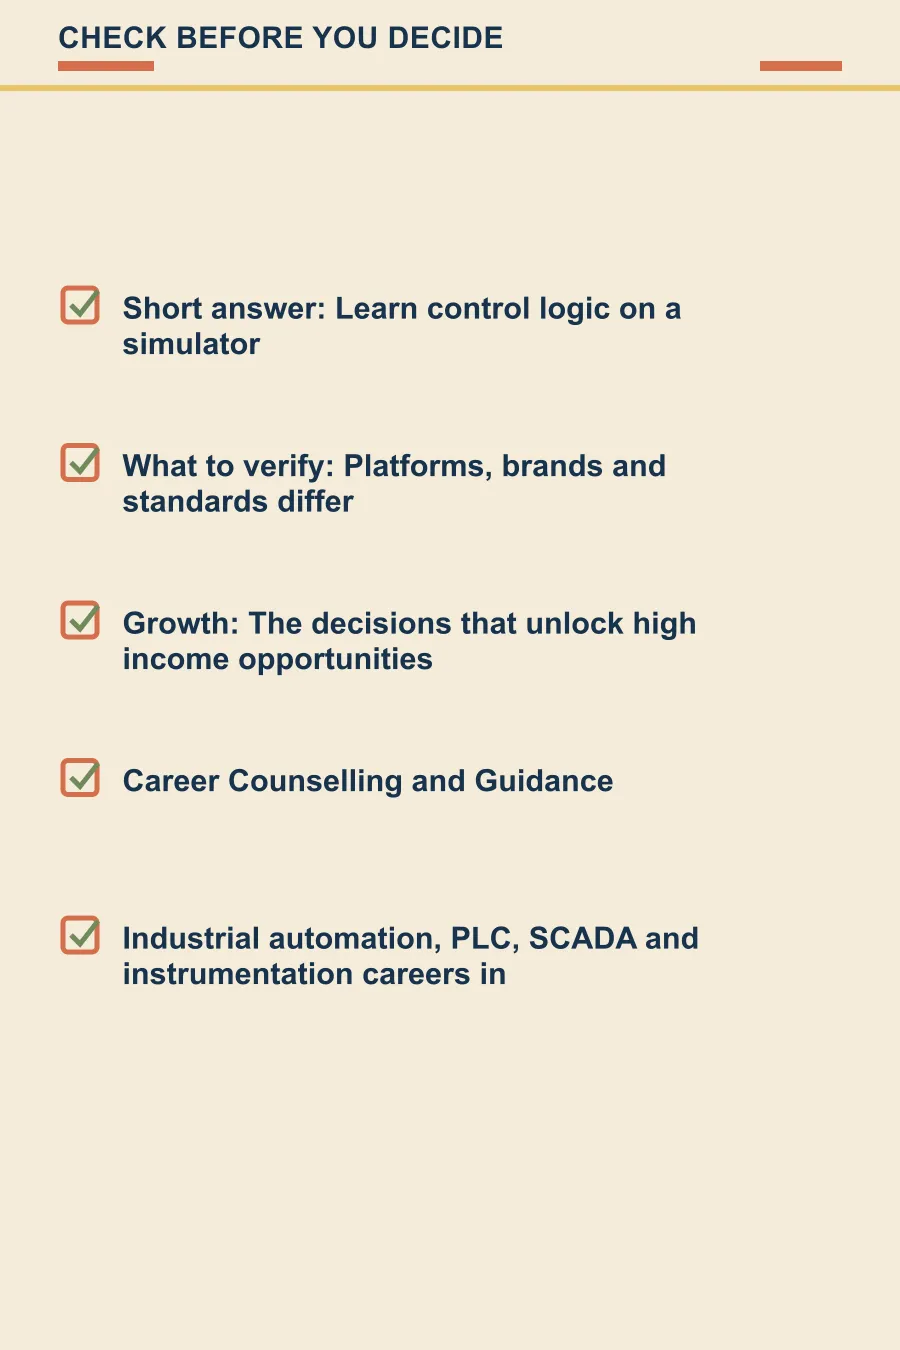 CHECK BEFORE YOU DECIDE
Short answer: Learn control logic on a
simulator
What to verify: Platforms, brands and
standards differ
Growth: The decisions that unlock high
income opportunities
Career Counselling and Guidance
Industrial automation, PLC, SCADA and
instrumentation careers in